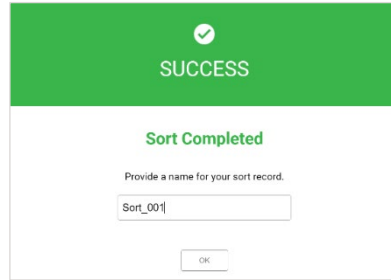 SUCCESS
Sort Completed
Provide a name for your sort record.
Sort_001
OK